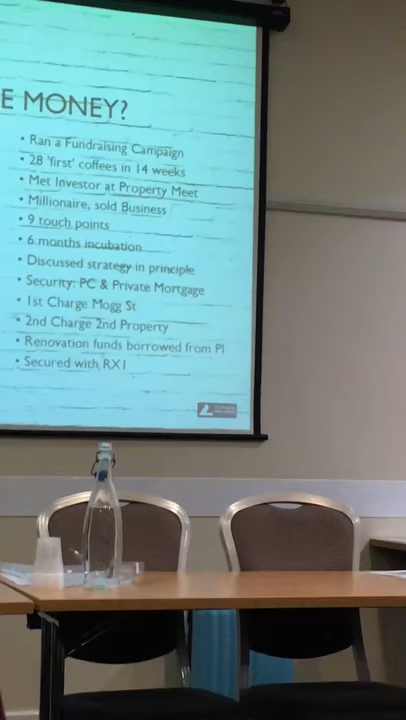 E MONEY?
• Ran a Fundraising Campaign
• 28 'first' coffees in 14 weeks
• Met Investor at Property Meet
• Millionaire, sold Business
• 9 touch points
• 6 months incubation
• Discussed strategy in principle
• Security: PC & Private Mortgage
• 1st Charge Mogg St
• 2nd Charge 2nd Property
• Renovation funds borrowed from PI
• Secured with RX1